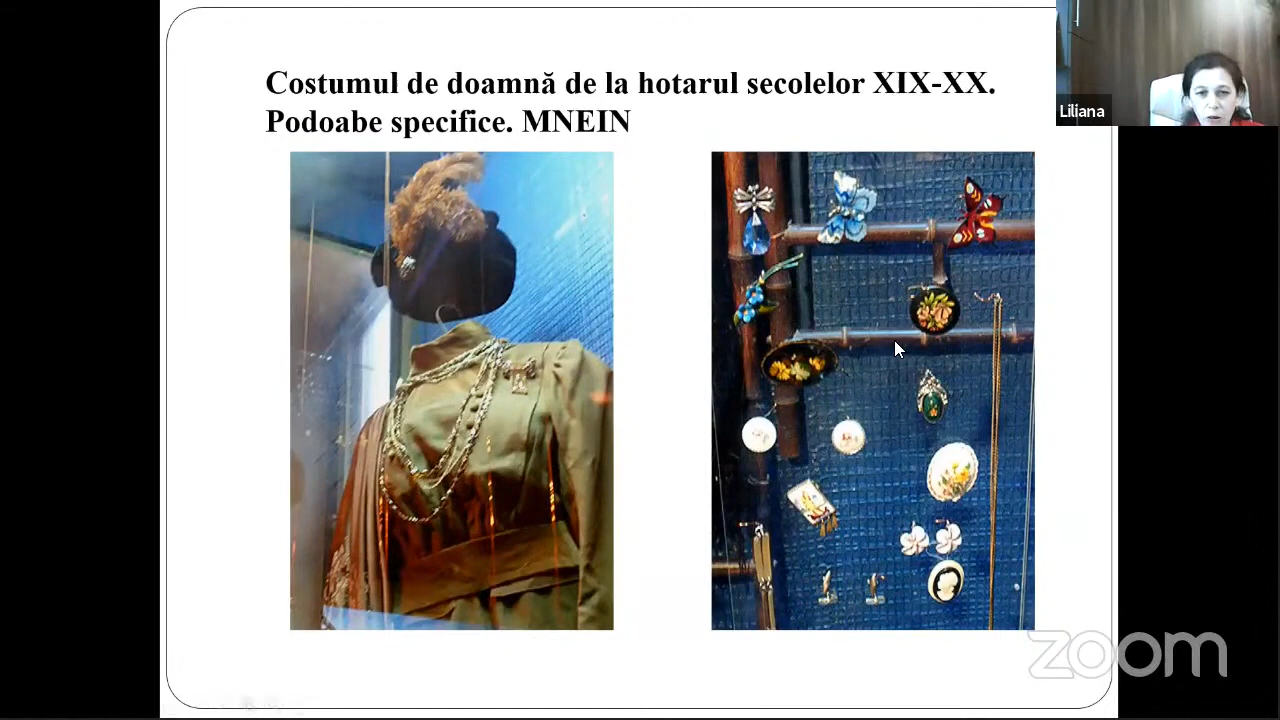 Costumul de doamnă de la hotarul secolelor XIX-XX.
Podoabe specifice. MNEIN
Liliana
zoom